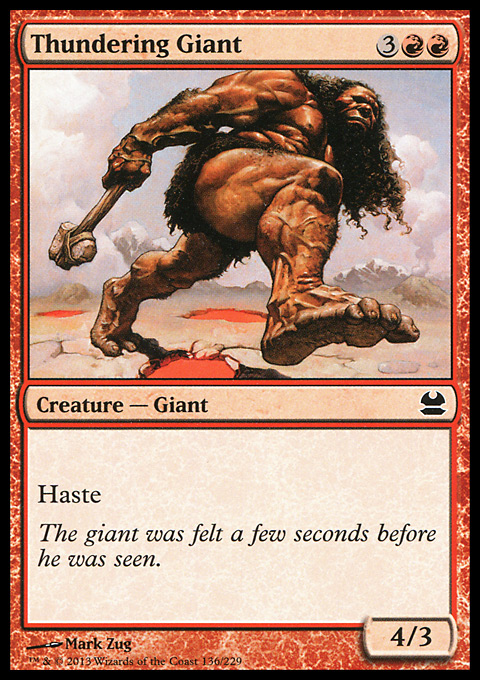 Thundering Giant 3
Creature — Giant
Haste
The giant was felt a few seconds before
he was seen.
Mark Zug
™ & © 2013 Wizards of the Coast 136/229
4/3